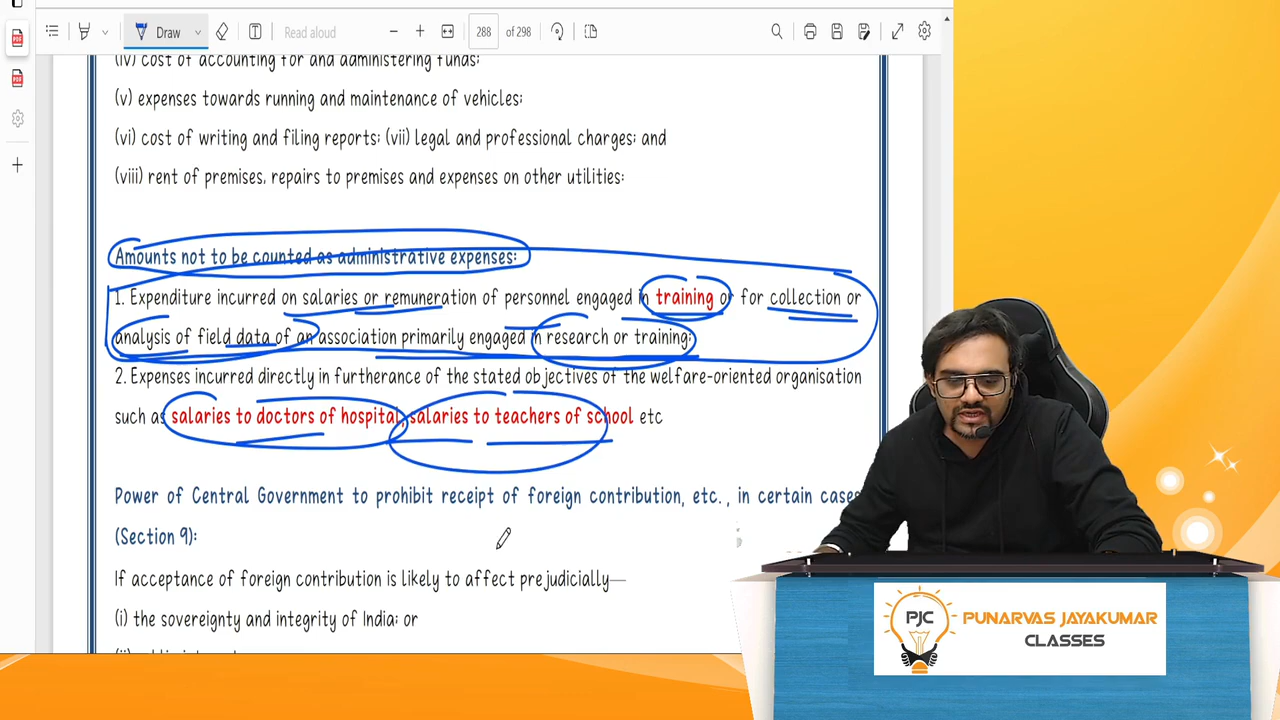 Draw
Read aloud
288 of 298
(iv) cost of accounting for and administering funds;
(v) expenses towards running and maintenance of vehicles;
(vi) cost of writing and filing reports; (vii) legal and professional charges; and
(viii) rent of premises, repairs to premises and expenses on other utilities:
Amounts not to be counted as administrative expenses:
1. Expenditure incurred on salaries or remuneration of personnel engaged in training or for collection or
analysis of field data of an association primarily engaged in research or training;
2. Expenses incurred directly in furtherance of the stated objectives of the welfare-oriented organisation
such as salaries to doctors of hospital, salaries to teachers of school etc
Power of Central Government to prohibit receipt of foreign contribution, etc., in certain cases
(Section 9):
If acceptance of foreign contribution is likely to affect prejudicially—
(i) the sovereignty and integrity of India; or
PJC
PUNARVAS JAYAKUMAR
CLASSES